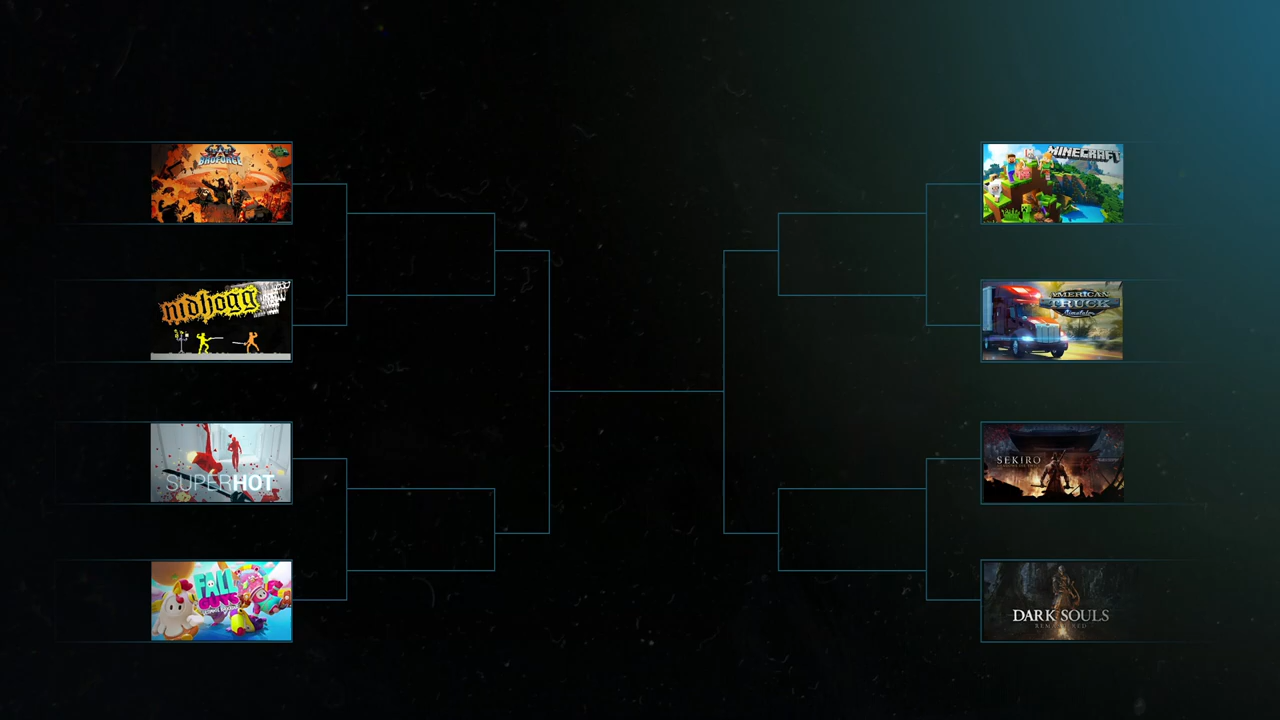 BROFORCE
MINECRAFT
nidhogg
AMERICAN
TRUCK
Simulator
SUPERHOT
SEKIRO
FALL
GUYS
DARK SOULS
REMASTERED